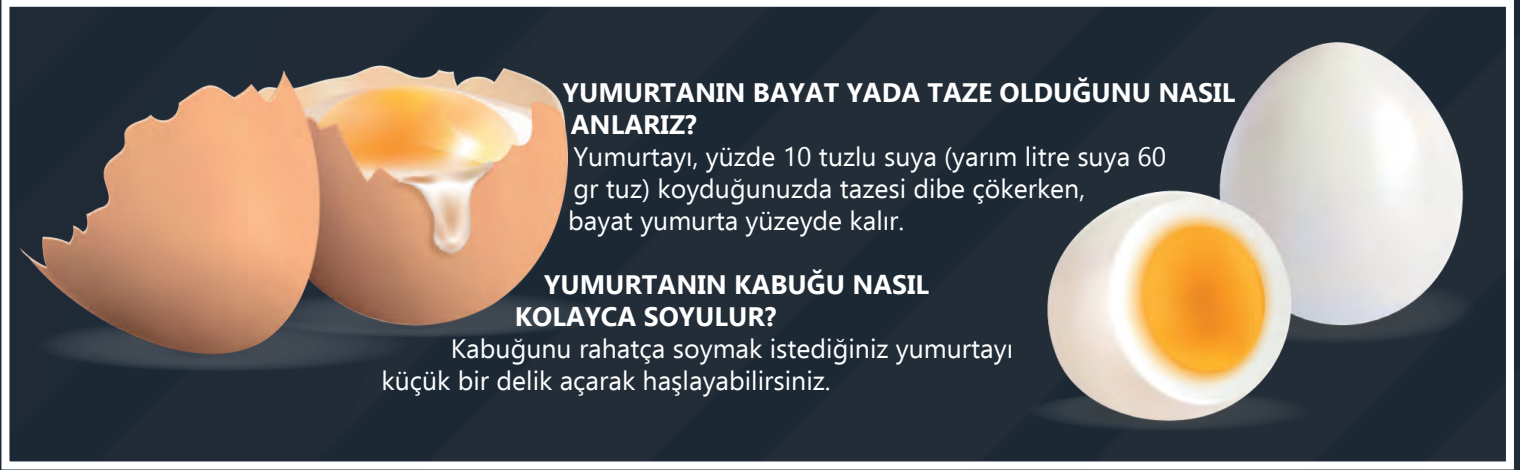 YUMURTANIN BAYAT YADA TAZE OLDUĞUNU NASIL
ANLARIZ?
Yumurtayı, yüzde 10 tuzlu suya (yarım litre suya 60
gr tuz) koyduğunuzda tazesi dibe çökerken,
bayat yumurta yüzeyde kalır.
YUMURTANIN KABUĞU NASIL
KOLAYCA SOYULUR?
Kabuğunu rahatça soymak istediğiniz yumurtayı
küçük bir delik açarak haşlayabilirsiniz.